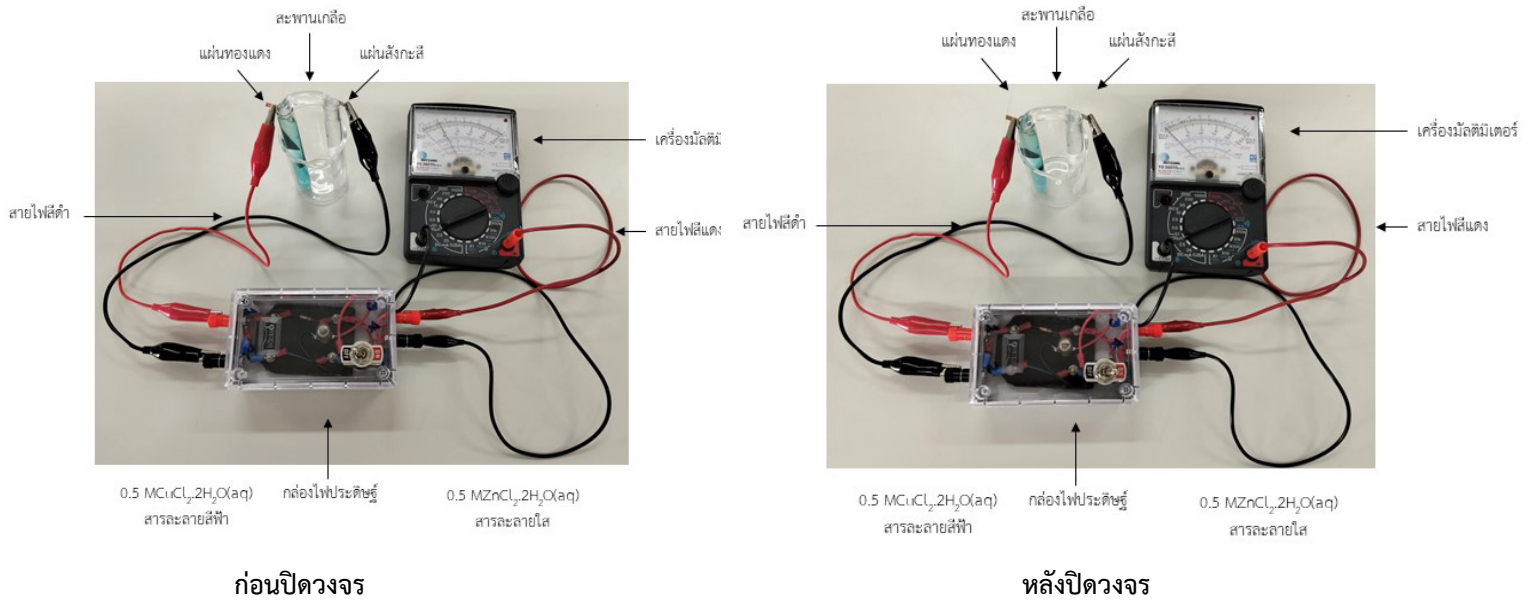 สะพานเกลือ
แผ่นทองแดง
แผ่นสังกะสี
เครื่องมัลติมิ
สายไฟสีดำ
สายไฟสีแดง
0.5 MCuCl2.2H2O(aq)
สารละลายสีฟ้า
กล่องไฟประดิษฐ์
0.5 MZnCl2.2H2O(aq)
สารละลายใส
ก่อนปิดวงจร
สะพานเกลือ
แผ่นทองแดง
แผ่นสังกะสี
เครื่องมัลติมิเตอร์
สายไฟสีดำ
สายไฟสีแดง
0.5 MCuCl2.2H2O(aq)
สารละลายสีฟ้า
กล่องไฟประดิษฐ์
0.5 MZnCl2.2H2O(aq)
สารละลายใส
หลังปิดวงจร